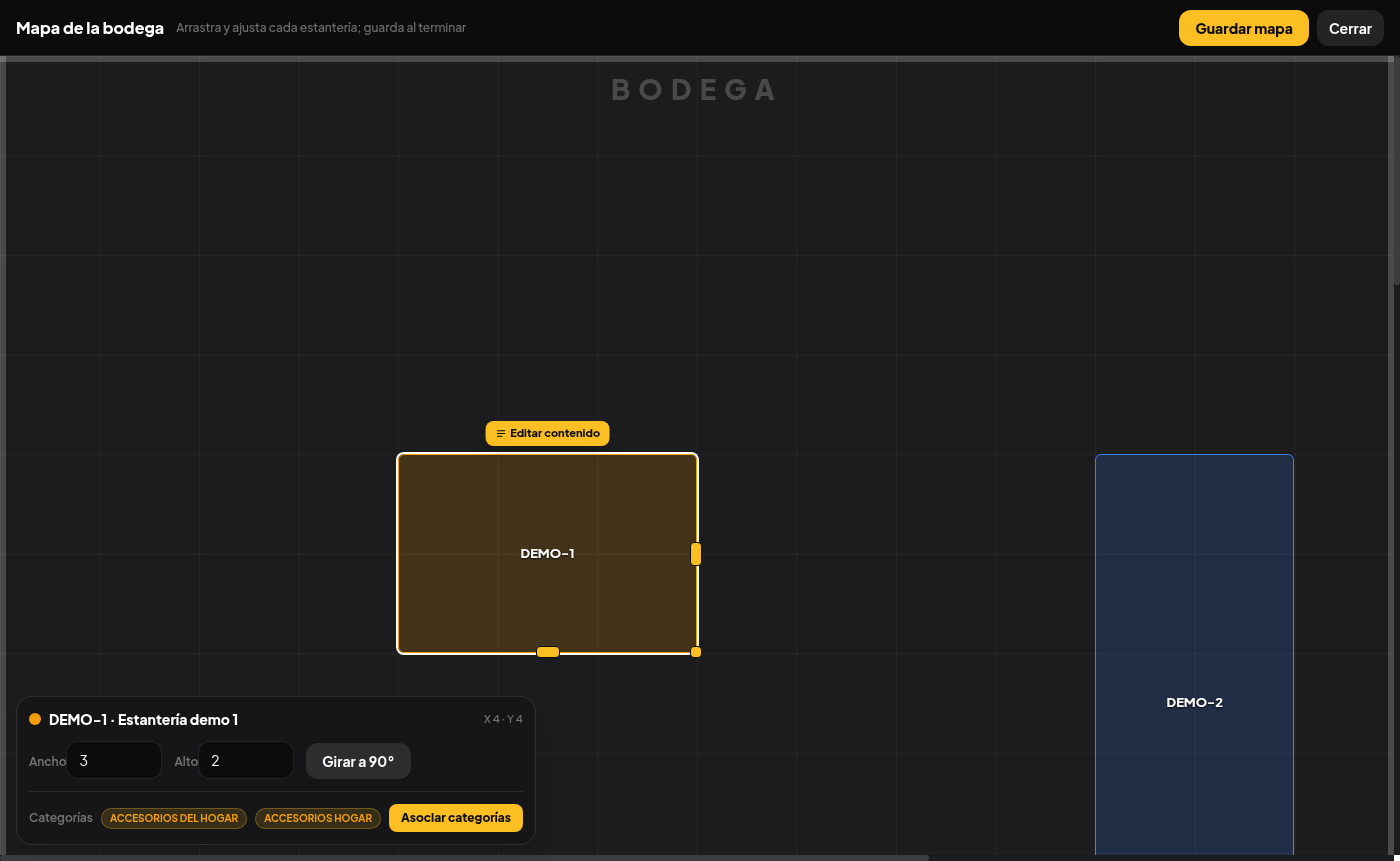 Mapa de la bodega
Arrastra y ajusta cada estantería; guarda al terminar
Guardar mapa
Cerrar
BODEGA
Editar contenido
DEMO-1
DEMO-2
DEMO-1 · Estantería demo 1
X 4 · Y 4
Ancho 3
Alto 2
Girar a 90°
Categorías
ACCESORIOS DEL HOGAR
ACCESORIOS HOGAR
Asociar categorías